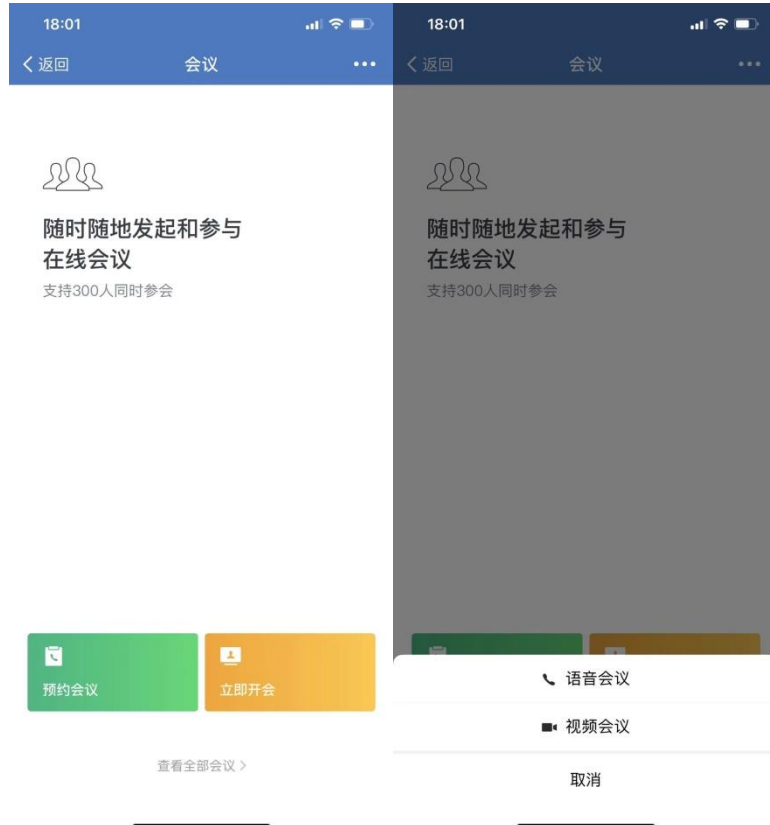 18:01
返回
会议
随时随地发起和参与
在线会议
支持300人同时参会
预约会议
立即开会
查看全部会议
18:01
返回
会议
随时随地发起和参与
在线会议
支持300人同时参会
语音会议
视频会议
取消